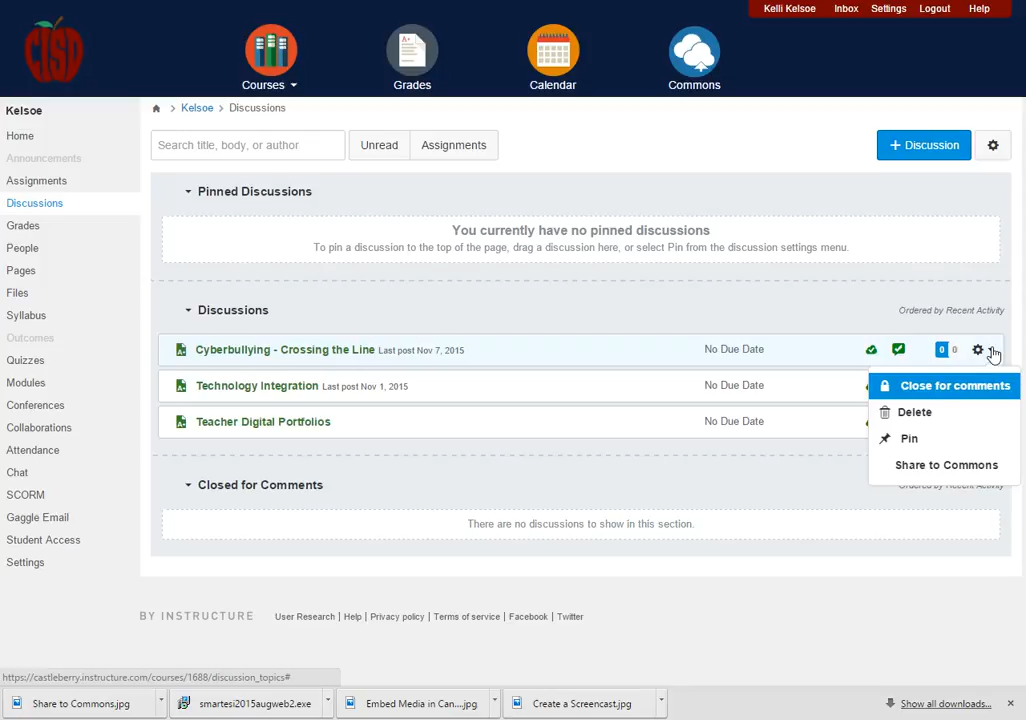 Kelli Kelsoe Inbox Settings Logout Help
CISD
Courses Grades Calendar Commons
Kelsoe
Home
Announcements
Assignments
Discussions
Grades
People
Pages
Files
Syllabus
Outcomes
Quizzes
Modules
Conferences
Collaborations
Attendance
Chat
SCORM
Gaggle Email
Student Access
Settings
> Kelsoe > Discussions
Search title, body, or author Unread Assignments + Discussion
Pinned Discussions
You currently have no pinned discussions
To pin a discussion to the top of the page, drag a discussion here, or select Pin from the discussion settings menu.
Discussions Ordered by Recent Activity
Cyberbullying - Crossing the Line Last post Nov 7, 2015 No Due Date 0 0
Technology Integration Last post Nov 1, 2015 No Due Date
Teacher Digital Portfolios No Due Date
Close for comments
Delete
Pin
Share to Commons
Closed for Comments Ordered by Recent Activity
There are no discussions to show in this section.
BY INSTRUCTURE User Research | Help | Privacy policy | Terms of service | Facebook | Twitter
https://castleberry.instructure.com/courses/1688/discussion_topics#
Share to Commons.jpg smartesi2015augweb2.exe Embed Media in Can....jpg Create a Screencast.jpg Show all downloads...